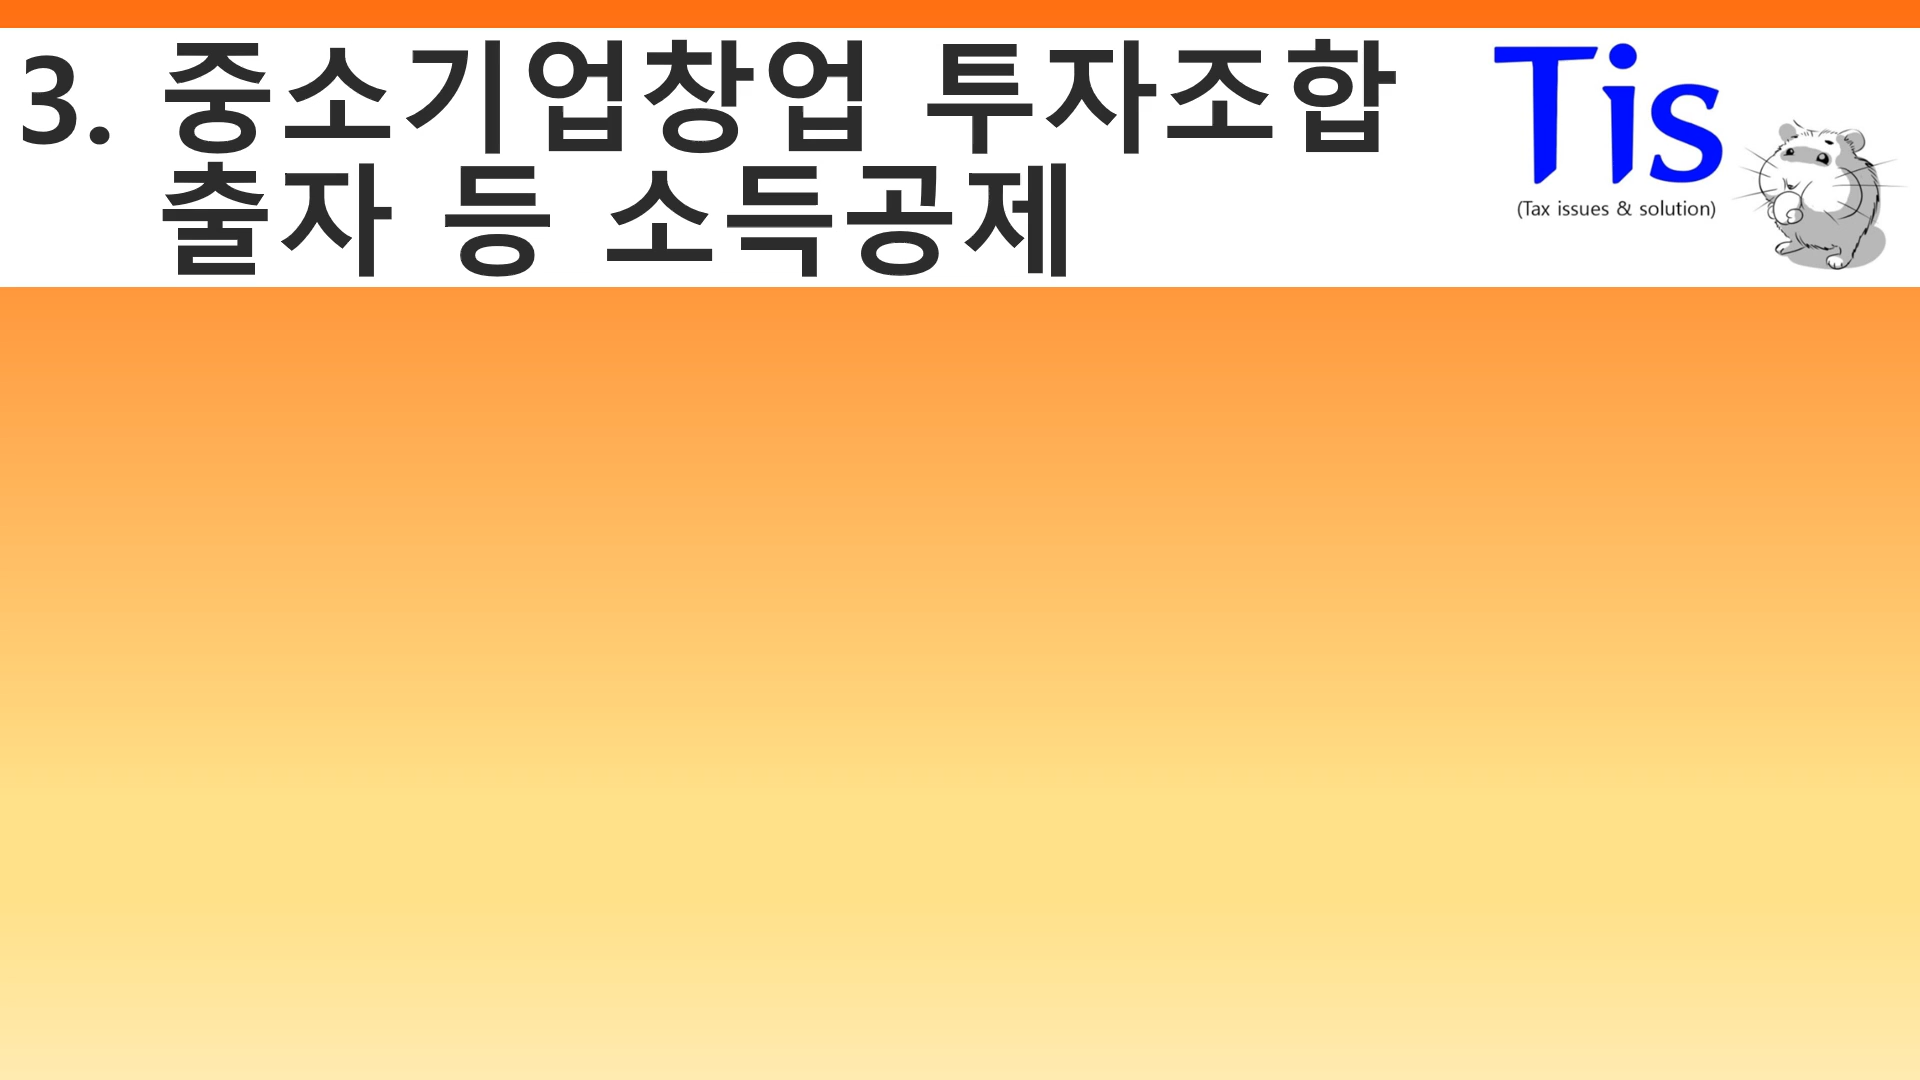 3. 중소기업창업 투자조합
출자 등 소득공제
Tis
(Tax issues & solution)